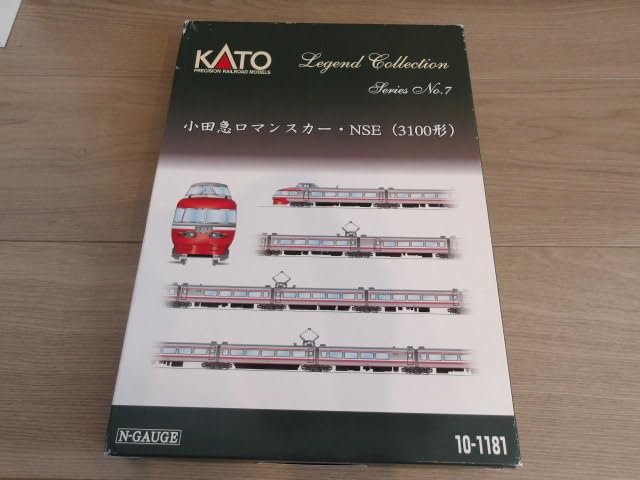 KATO
PRECISION RAILROAD MODELS
Legend Collection
Series No.7
小田急ロマンスカー・NSE（3100形）
N-GAUGE
10-1181